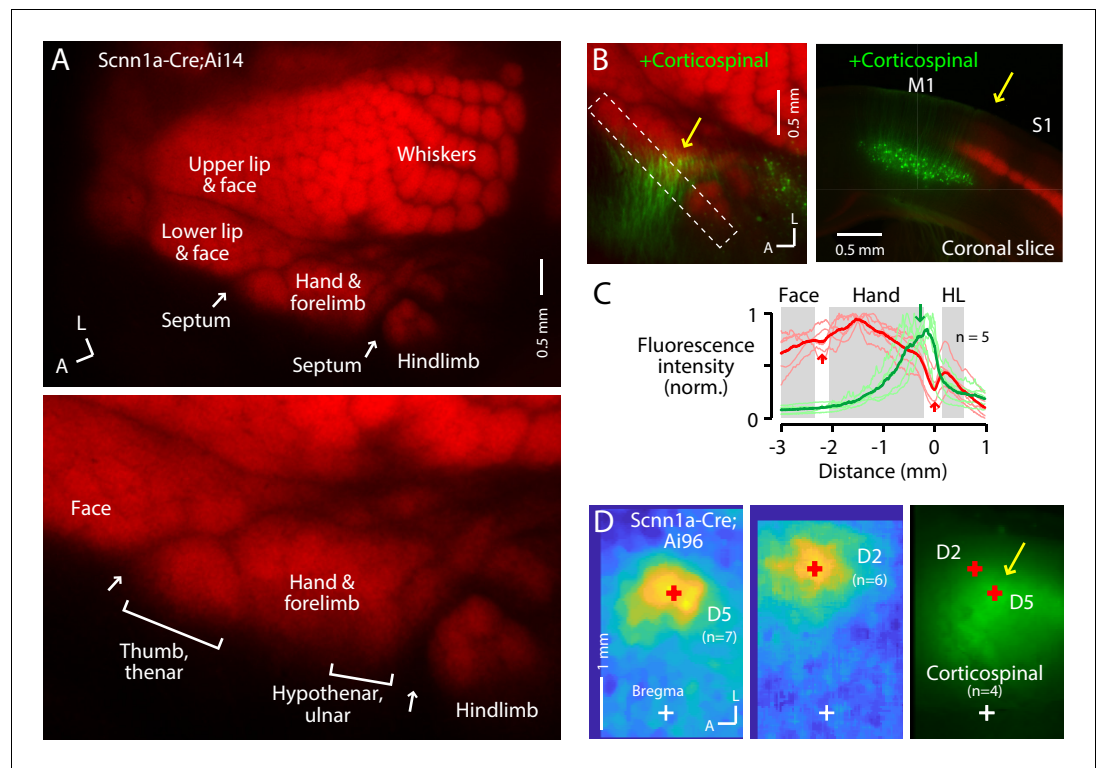 A
Scnn1a-Cre;Ai14
Upper lip
& face
Whiskers
Lower lip
& face
Hand &
forelimb
Septum
Septum
Hindlimb
0.5 mm
L
A
Face
Hand &
forelimb
Thumb,
thenar
Hypothenar,
ulnar
Hindlimb
B
+Corticospinal
0.5 mm
L
A
+Corticospinal
M1
S1
0.5 mm
Coronal slice
C
Face
Hand
HL
n = 5
Fluorescence
intensity
(norm.)
1
0
-3
-2
-1
0
1
Distance (mm)
D
Scnn1a-Cre;
Ai96
D5
(n=7)
1 mm
Bregma
L
A
D2
(n=6)
D2
D5
Corticospinal
(n=4)